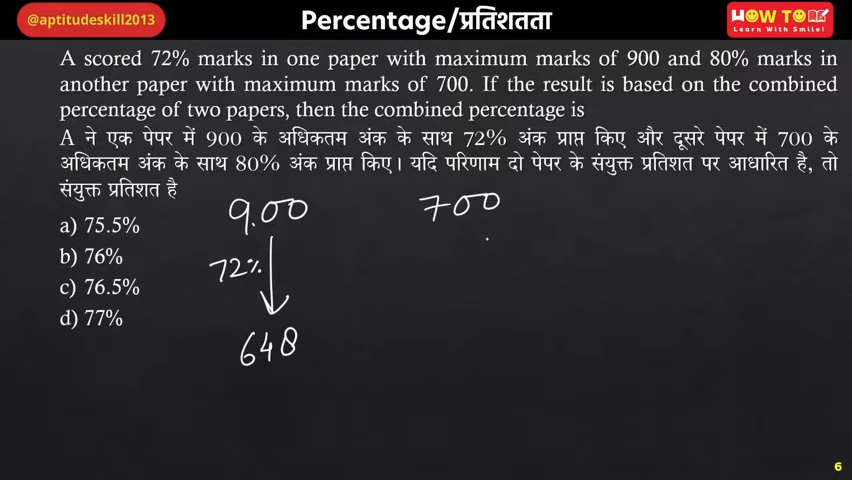 @aptitudeskill2013
Percentage/प्रतिशतता
HOW TO
Learn With Smile!
A scored 72% marks in one paper with maximum marks of 900 and 80% marks in
another paper with maximum marks of 700. If the result is based on the combined
percentage of two papers, then the combined percentage is
A ने एक पेपर में 900 के अधिकतम अंक के साथ 72% अंक प्राप्त किए और दूसरे पेपर में 700 के
अधिकतम अंक के साथ 80% अंक प्राप्त किए। यदि परिणाम दो पेपर के संयुक्त प्रतिशत पर आधारित है, तो
संयुक्त प्रतिशत है
a) 75.5%
b) 76%
c) 76.5%
d) 77%
9.00 700
72%
648
6